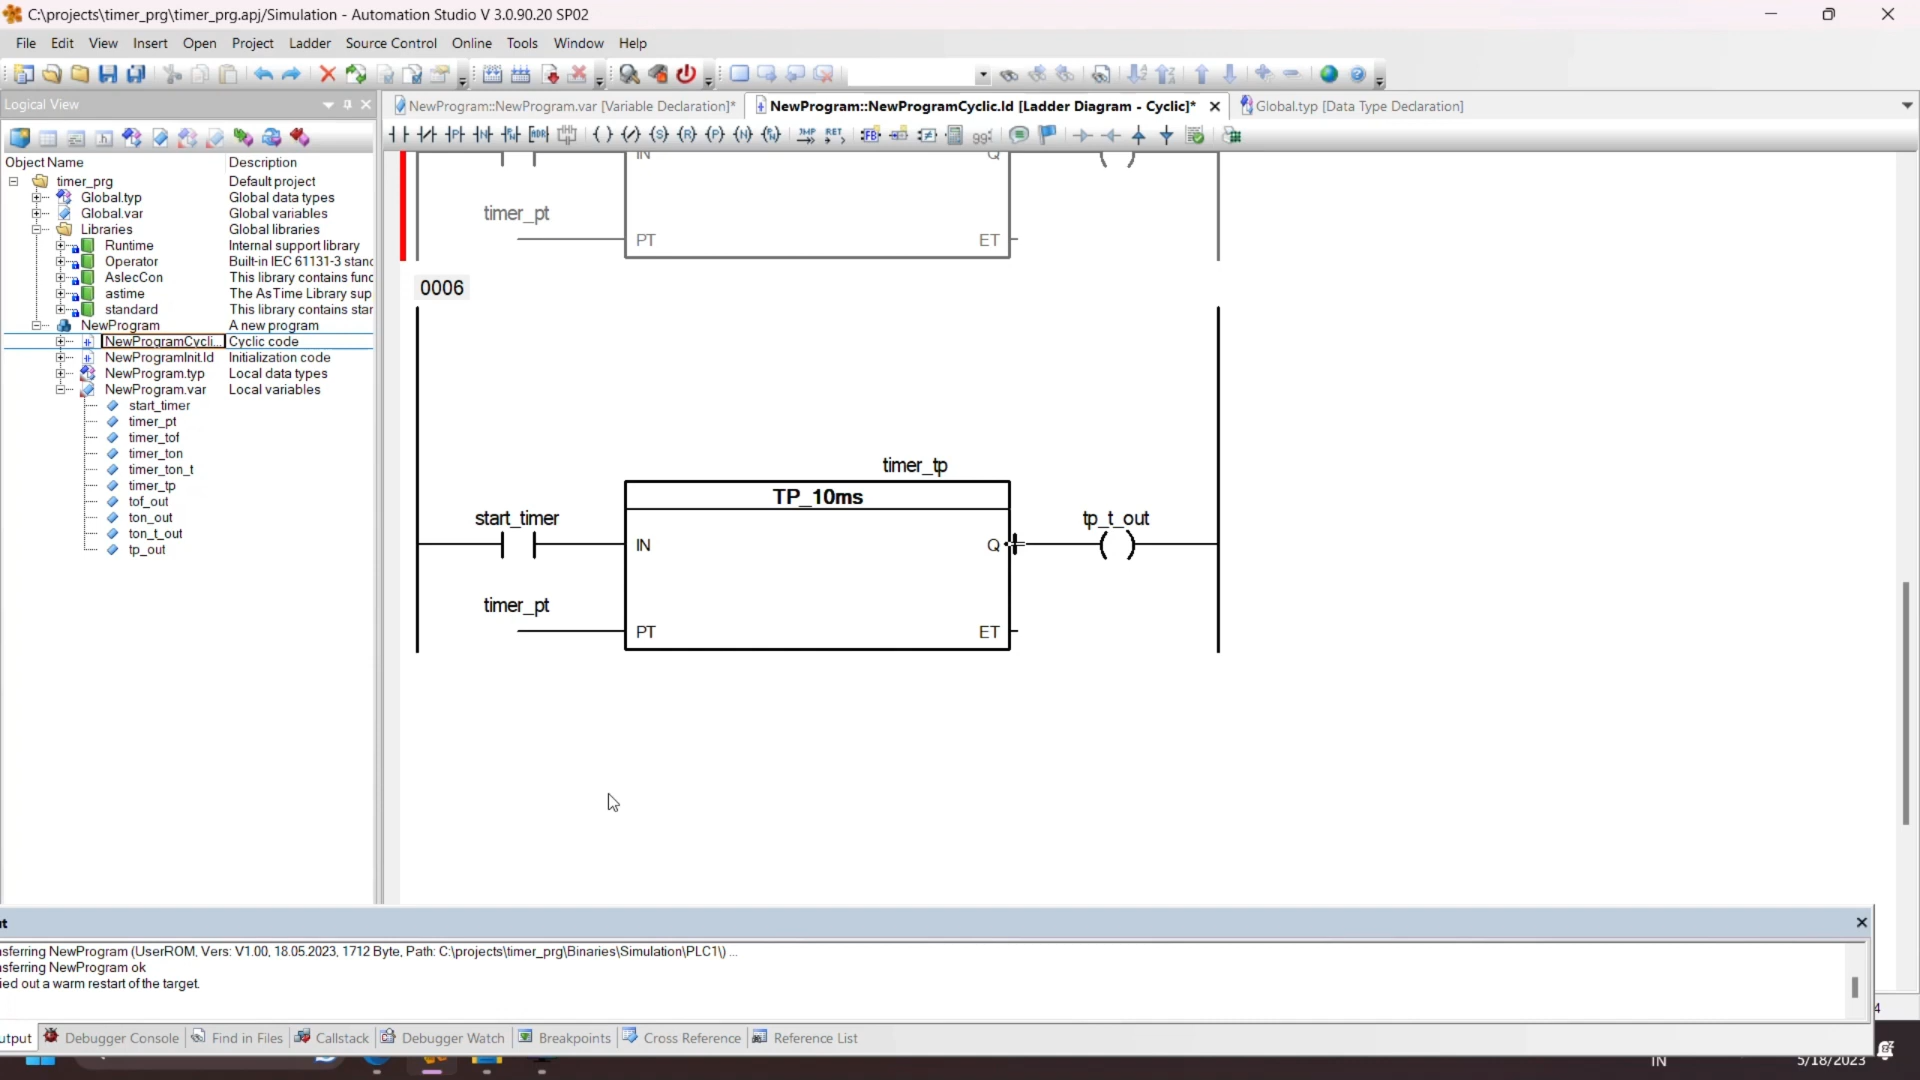 C:\projects\timer_prg\timer_prg.apj/Simulation - Automation Studio V 3.0.90.20 SP02
File Edit View Insert Open Project Ladder Source Control Online Tools Window Help
Logical View
NewProgram::NewProgram.var [Variable Declaration]*
NewProgram::NewProgramCyclic.ld [Ladder Diagram - Cyclic]*
Global.typ [Data Type Declaration]
Object Name Description
timer_prg Default project
Global.typ Global data types
Global.var Global variables
Libraries Global libraries
Runtime Internal support library
Operator Built-in IEC 61131-3 stand
AsIecCon This library contains func
astime The AsTime Library sup
standard This library contains star
NewProgram A new program
NewProgramCycli... Cyclic code
NewProgramInit.ld Initialization code
NewProgram.typ Local data types
NewProgram.var Local variables
start_timer
timer_pt
timer_tof
timer_ton
timer_ton_t
timer_tp
tof_out
ton_out
ton_t_out
tp_out
IN Q
timer_pt
PT ET
0006
timer_tp
TP_10ms
start_timer tp_t_out
IN Q
timer_pt
PT ET
nsferring NewProgram (UserROM, Vers: V1.00, 18.05.2023, 1712 Byte, Path: C:\projects\timer_prg\Binaries\Simulation\PLC1\) ...
nsferring NewProgram ok
ied out a warm restart of the target.
utput Debugger Console Find in Files Callstack Debugger Watch Breakpoints Cross Reference Reference List
IN 5/18/2023